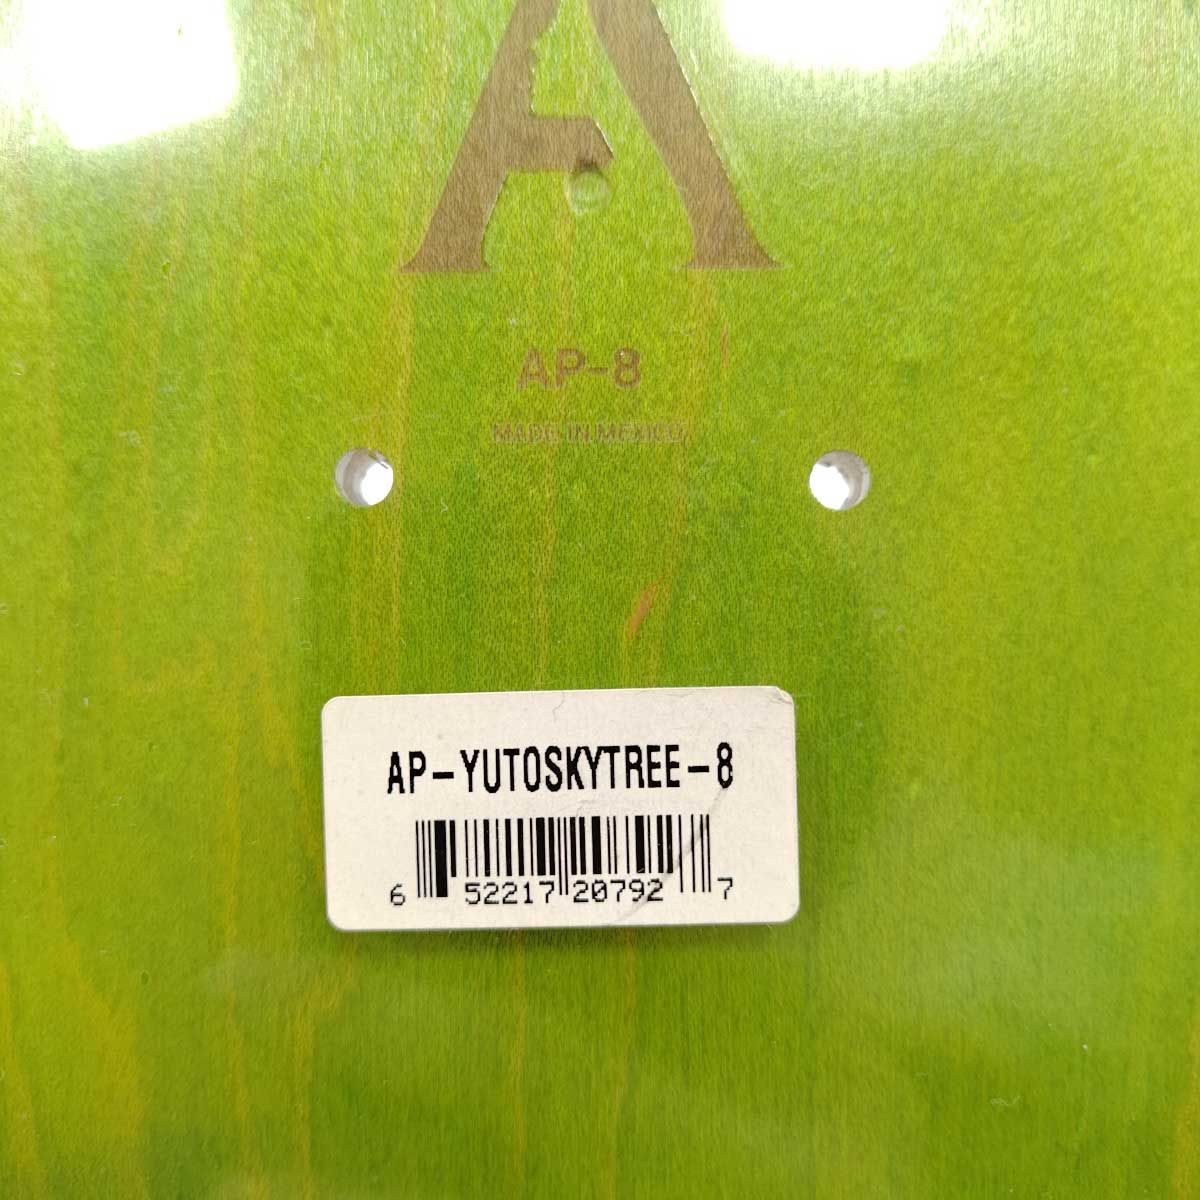 A
AP-8
MADE IN MEXICO
AP-YUTOSKYTREE-8
6 52217 20792 7